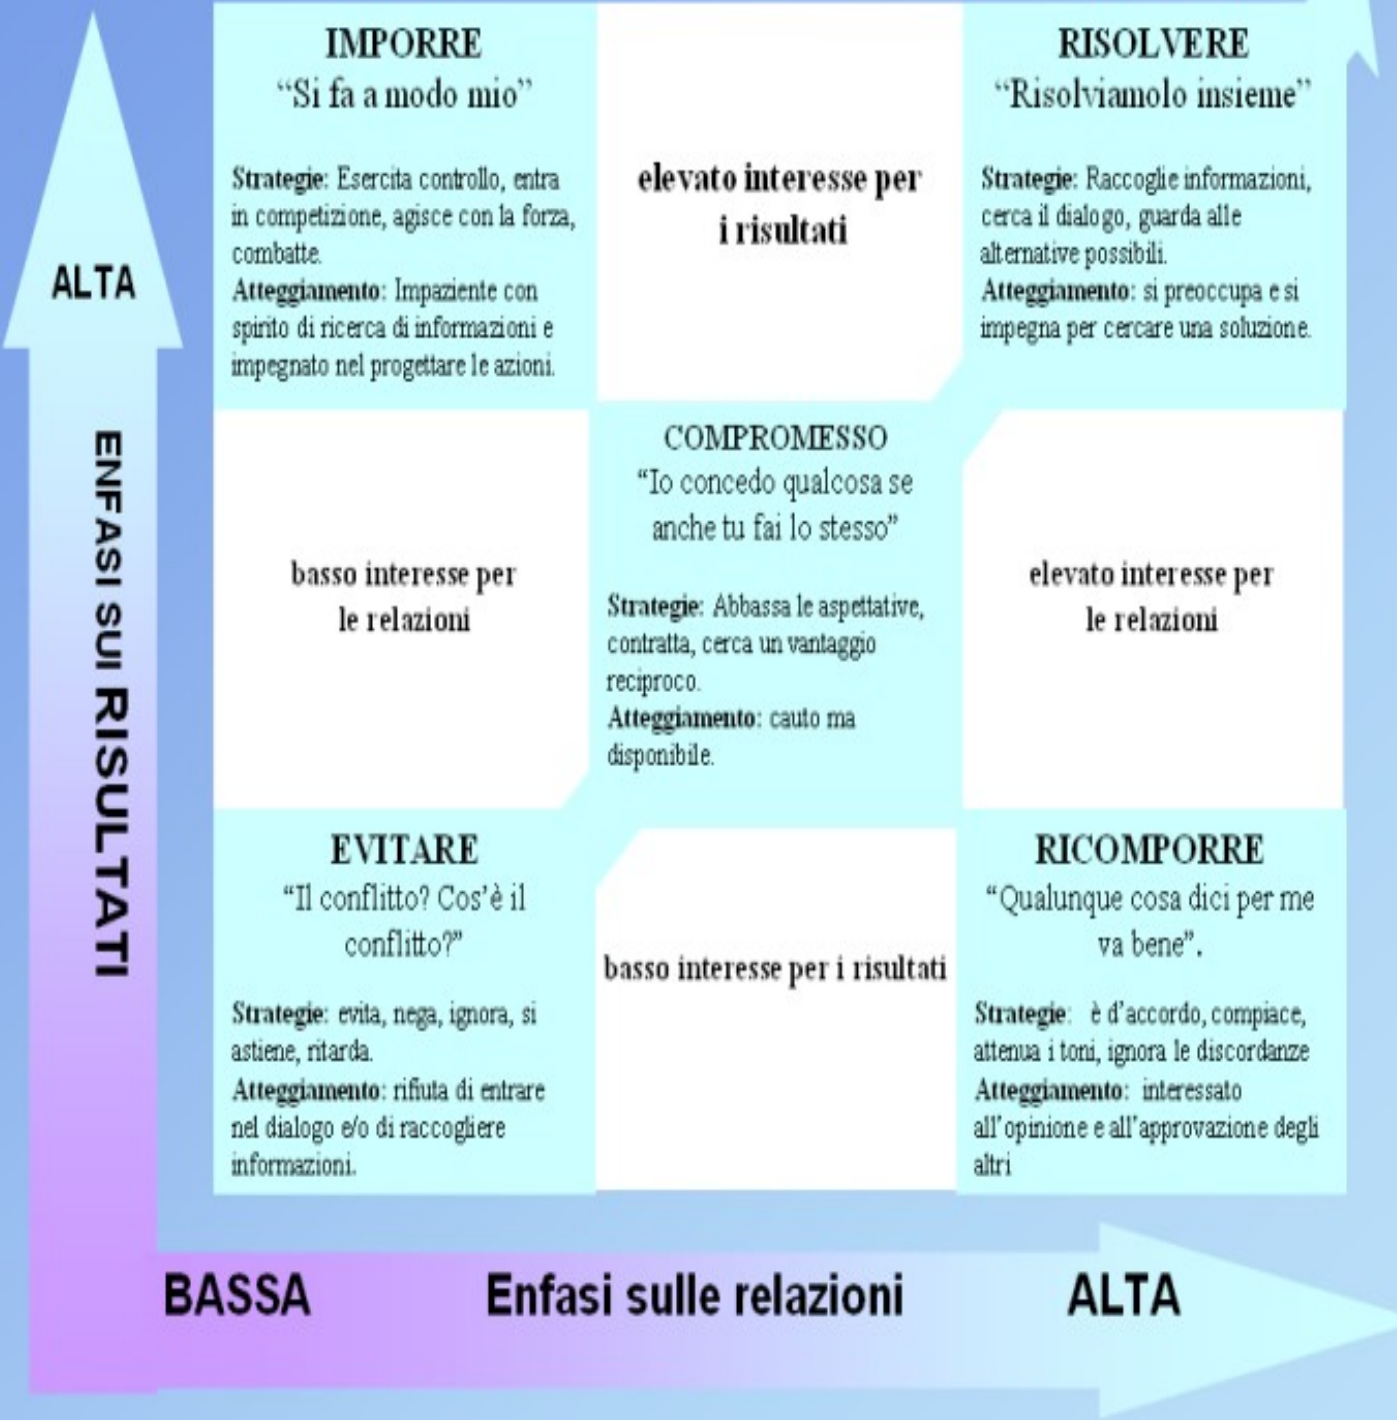 IMPORRE
“Si fa a modo mio”
Strategie: Esercita controllo, entra
in competizione, agisce con la forza,
combatte.
Atteggiamento: Impaziente con
spirito di ricerca di informazioni e
impegnato nel progettare le azioni.
elevato interesse per
i risultati
RISOLVERE
“Risolviamolo insieme”
Strategie: Raccoglie informazioni,
cerca il dialogo, guarda alle
alternative possibili.
Atteggiamento: si preoccupa e si
impegna per cercare una soluzione.
ALTA
ENFASI SUI RISULTATI
basso interesse per
le relazioni
COMPROMESSO
“Io concedo qualcosa se
anche tu fai lo stesso”
Strategie: Abbassa le aspettative,
contratta, cerca un vantaggio
reciproco.
Atteggiamento: cauto ma
disponibile.
elevato interesse per
le relazioni
EVITARE
“Il conflitto? Cos’è il
conflitto?”
Strategie: evita, nega, ignora, si
astiene, ritarda.
Atteggiamento: rifiuta di entrare
nel dialogo e/o di raccogliere
informazioni.
basso interesse per i risultati
RICOMPORRE
“Qualunque cosa dici per me
va bene”.
Strategie: è d’accordo, compiace,
attenua i toni, ignora le discordanze
Atteggiamento: interessato
all’opinione e all’approvazione degli
altri
BASSA Enfasi sulle relazioni ALTA